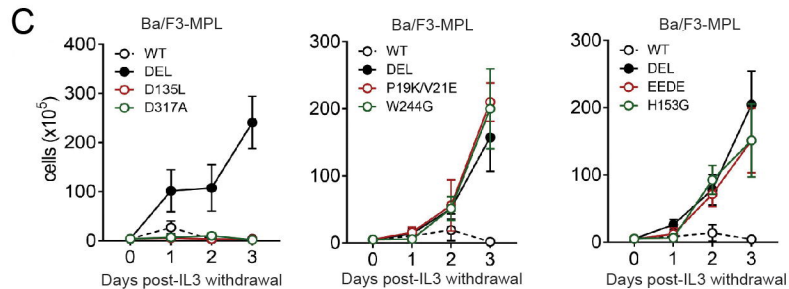 C
Ba/F3-MPL
400
300
200
100
0
cells (x10⁵)
WT
DEL
D135L
D317A
0 1 2 3
Days post-IL3 withdrawal
Ba/F3-MPL
300
200
100
0
WT
DEL
P19K/V21E
W244G
0 1 2 3
Days post-IL3 withdrawal
Ba/F3-MPL
300
200
100
0
WT
DEL
EEDE
H153G
0 1 2 3
Days post-IL3 withdrawal